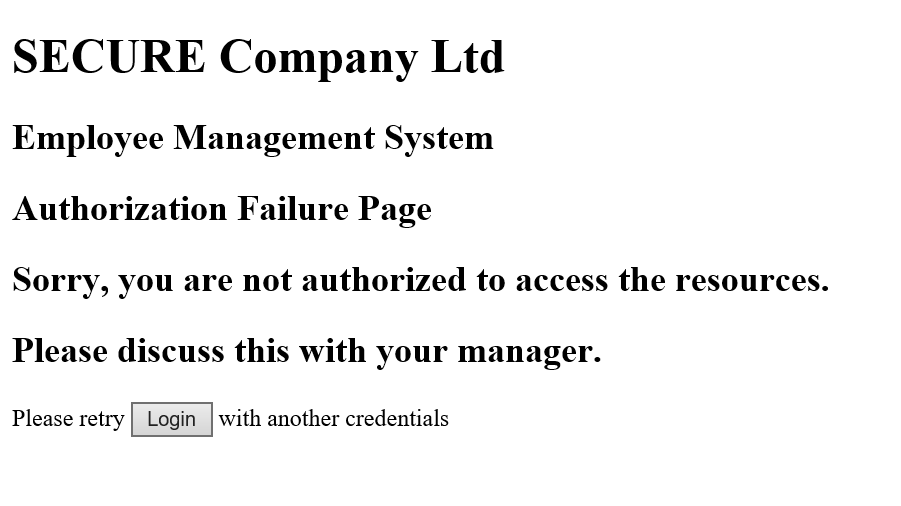 SECURE Company Ltd
Employee Management System
Authorization Failure Page
Sorry, you are not authorized to access the resources.
Please discuss this with your manager.
Please retry Login with another credentials